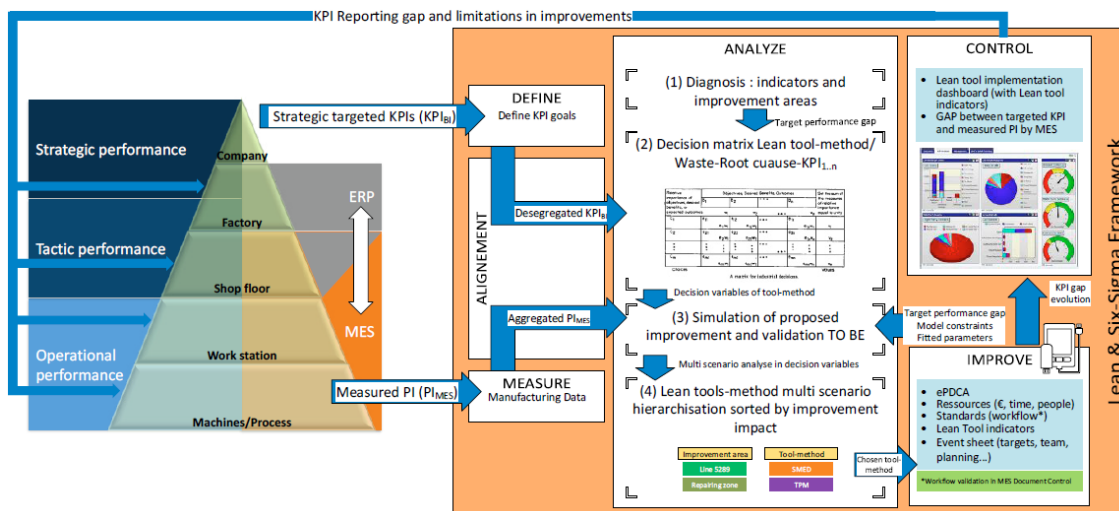 KPI Reporting gap and limitations in improvements
Strategic performance
Tactic performance
Operational
performance
Company
Factory
Shop floor
Work station
Machines/Process
ERP
MES
Strategic targeted KPIs (KPIBI)
Measured PI (PIMES)
DEFINE
Define KPI goals
ALIGNEMENT
Desegregated KPIBI
Aggregated PIMES
MEASURE
Manufacturing Data
ANALYZE
(1) Diagnosis : indicators and
improvement areas
Target performance gap
(2) Decision matrix Lean tool-method/
Waste-Root cuause-KPI1..n
A matrix for industrial decisions
Decision variables of tool-method
(3) Simulation of proposed
improvement and validation TO BE
Multi scenario analyse in decision variables
(4) Lean tools-method multi scenario
hierarchisation sorted by improvement
impact
Improvement area
Tool-method
Line 5289
SMED
Repairing zone
TPM
Chosen tool-
method
CONTROL
• Lean tool implementation
dashboard (with Lean tool
indicators)
• GAP between targeted KPI
and measured PI by MES
KPI gap
evolution
Target performance gap
Model constraints
Fitted parameters
IMPROVE
• ePDCA
• Ressources (€, time, people)
• Standards (workflow*)
• Lean Tool indicators
• Event sheet (targets, team,
planning...)
*Workflow validation in MES Document Control
Lean & Six-Sigma Framework